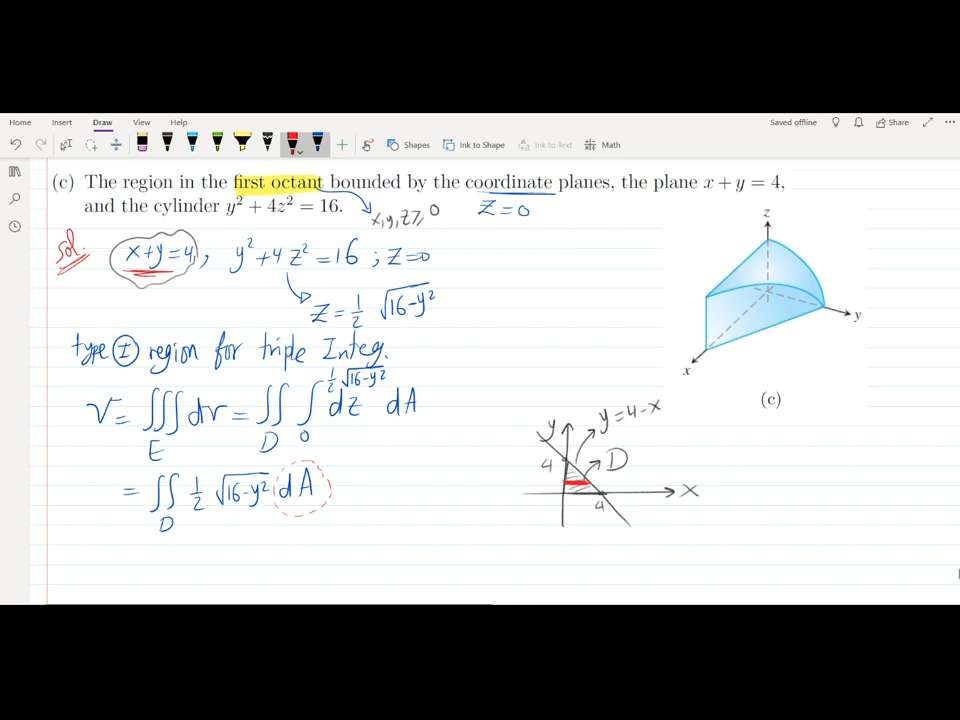 Home Insert Draw View Help Saved offline Share
Shapes Ink to Shape Ink to Text Math
(c) The region in the first octant bounded by the coordinate planes, the plane x + y = 4,
and the cylinder y² + 4z² = 16.
x, y, z ≥ 0
z = 0
sol.
x+y=4, y²+4z²=16 ; z=0
z = ½ √(16-y²)
type (I) region for triple Integ.
V = ∭_E dv = ∬_D ∫_0^{½√(16-y²)} dz dA
= ∬_D ½ √(16-y²) dA
z
y
x
(c)
y
y=4-x
4
D
x
4